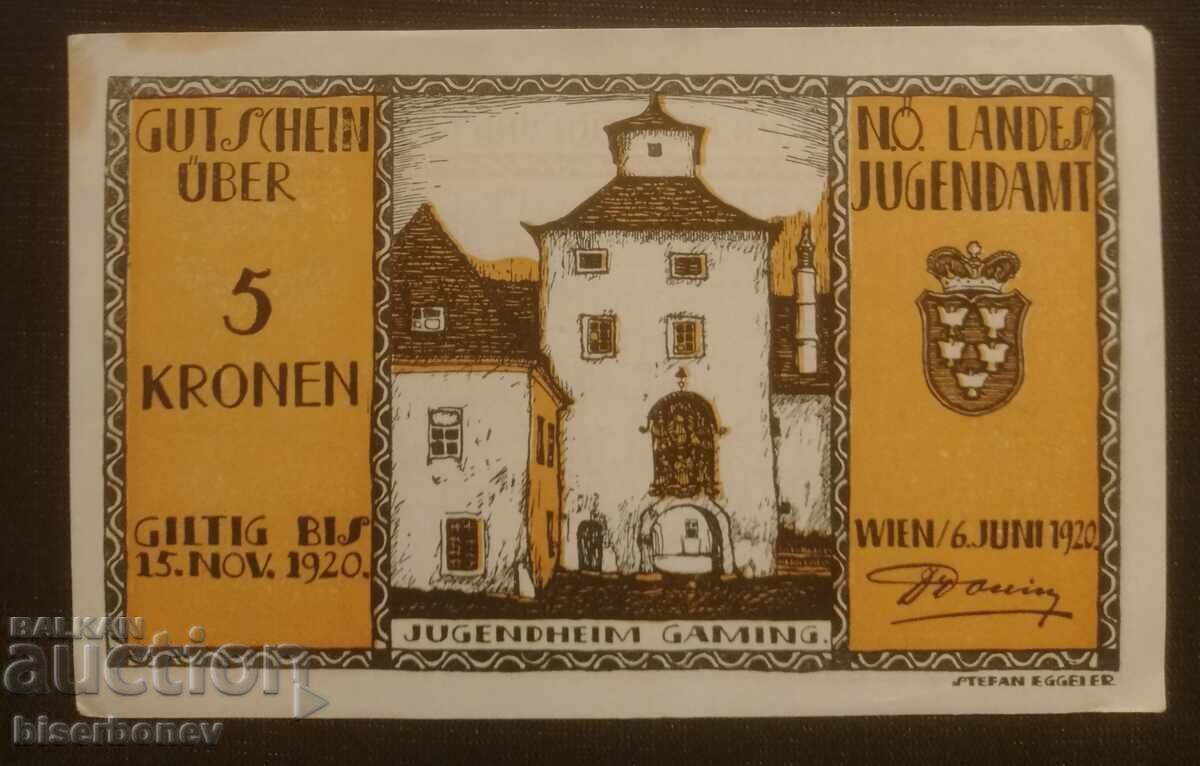 GUTSCHEIN
ÜBER
5
KRONEN
GILTIG BIS
15. NOV. 1920.
JUGENDHEIM GAMING.
N.Ö. LANDES
JUGENDAMT
WIEN/6. JUNI 1920.
STEFAN EGGELER
BALKAN
auction
biserbonev